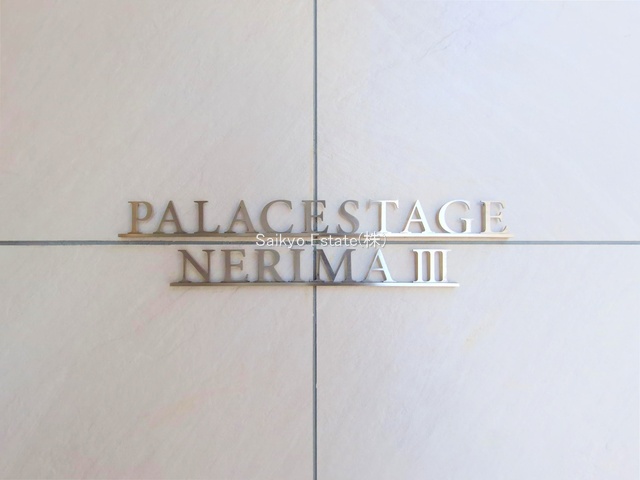 PALACESTAGE
Saikyo Estate(株)
NERIMA III